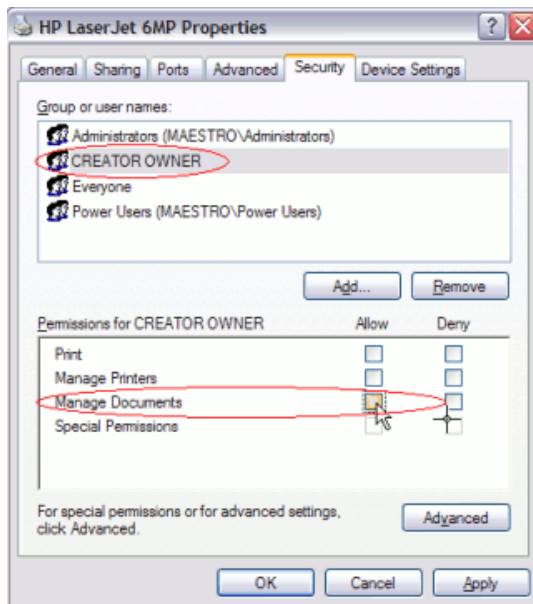 HP LaserJet 6MP Properties
General Sharing Ports Advanced Security Device Settings
Group or user names:
Administrators (MAESTRO\Administrators)
CREATOR OWNER
Everyone
Power Users (MAESTRO\Power Users)
Add... Remove
Permissions for CREATOR OWNER Allow Deny
Print
Manage Printers
Manage Documents
Special Permissions
For special permissions or for advanced settings,
click Advanced.
Advanced
OK Cancel Apply